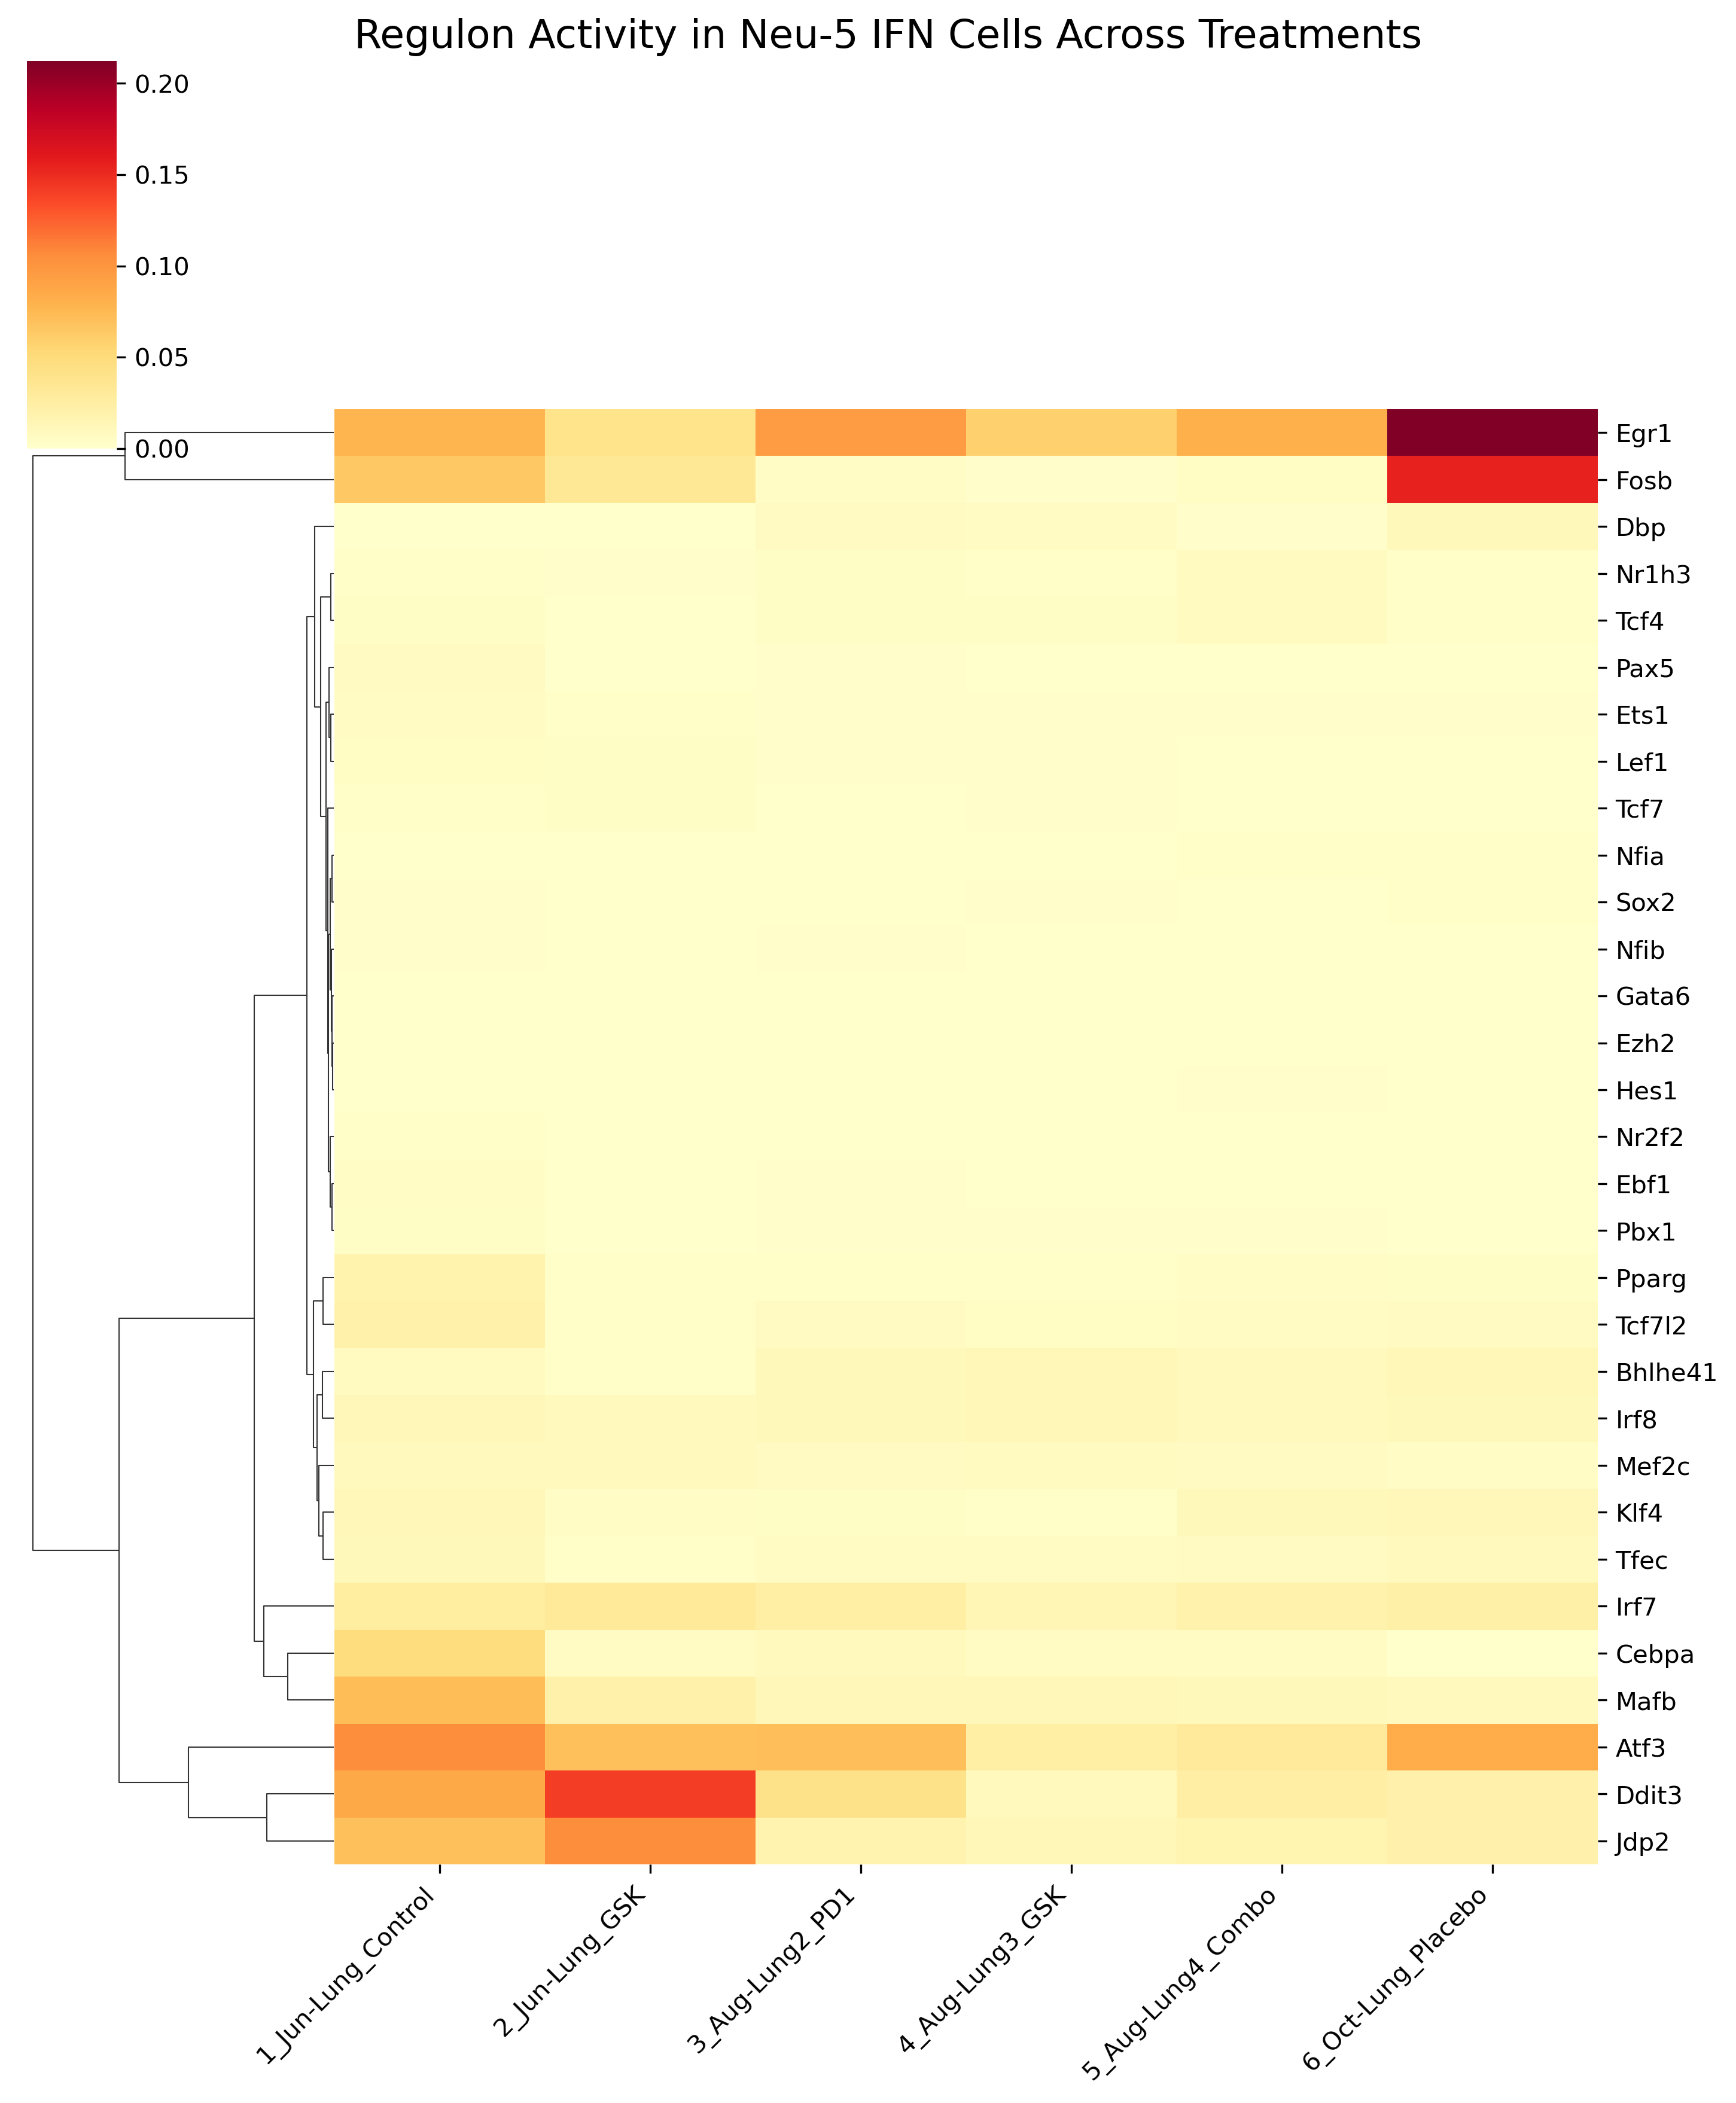 Regulon Activity in Neu-5 IFN Cells Across Treatments
0.20
0.15
0.10
0.05
0.00
Egr1
Fosb
Dbp
Nr1h3
Tcf4
Pax5
Ets1
Lef1
Tcf7
Nfia
Sox2
Nfib
Gata6
Ezh2
Hes1
Nr2f2
Ebf1
Pbx1
Pparg
Tcf7l2
Bhlhe41
Irf8
Mef2c
Klf4
Tfec
Irf7
Cebpa
Mafb
Atf3
Ddit3
Jdp2
1_Jun-Lung_Control
2_Jun-Lung_GSK
3_Aug-Lung2_PD1
4_Aug-Lung3_GSK
5_Aug-Lung4_Combo
6_Oct-Lung_Placebo